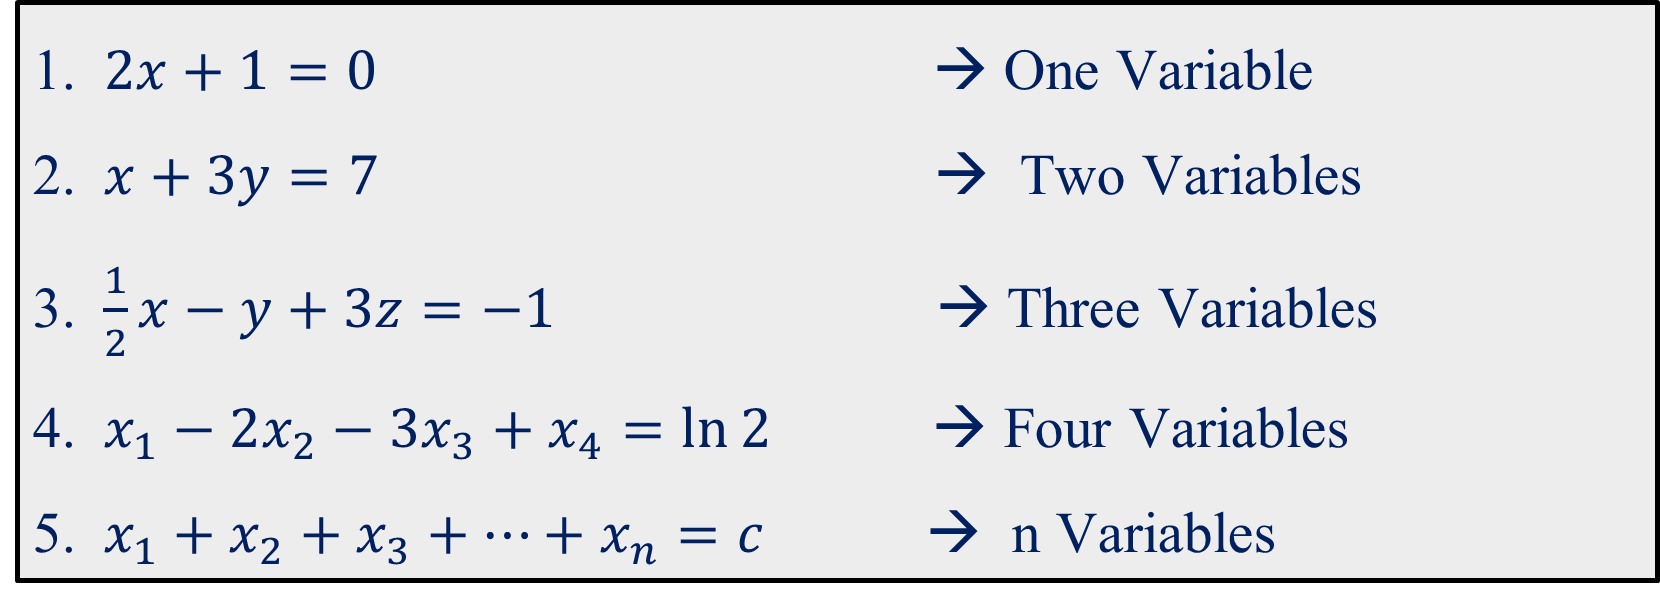 1. 2x + 1 = 0 → One Variable
2. x + 3y = 7 → Two Variables
3. ½x − y + 3z = −1 → Three Variables
4. x₁ − 2x₂ − 3x₃ + x₄ = ln 2 → Four Variables
5. x₁ + x₂ + x₃ + ⋯ + xₙ = c → n Variables